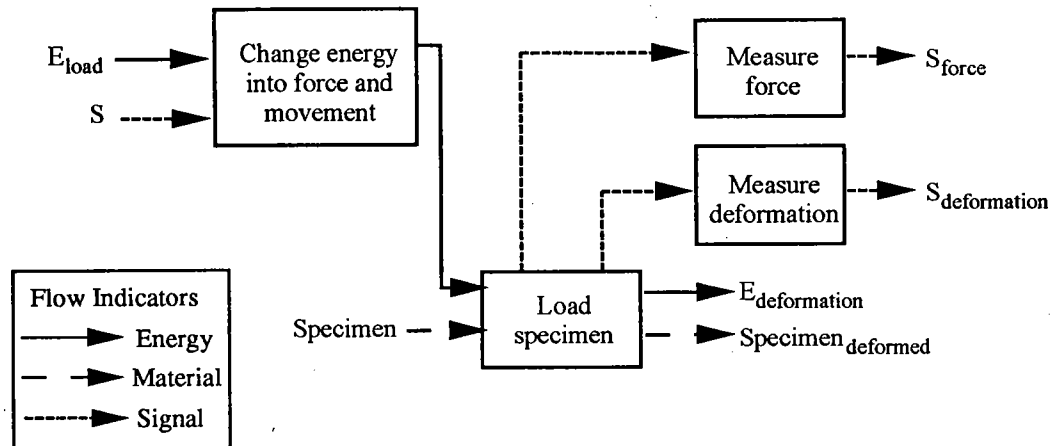 E_load
S
Change energy
into force and
movement
Measure
force
S_force
Measure
deformation
S_deformation
Load
specimen
Specimen
E_deformation
Specimen_deformed
Flow Indicators
Energy
Material
Signal